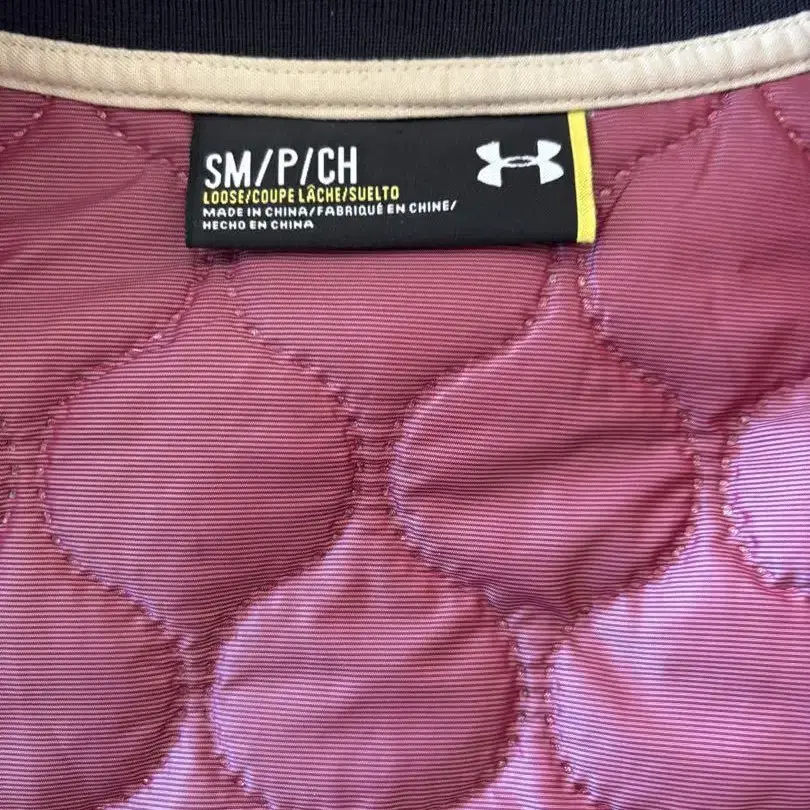 SM/P/CH
LOOSE/COUPE LÂCHE/SUELTO
MADE IN CHINA/FABRIQUÉ EN CHINE/
HECHO EN CHINA